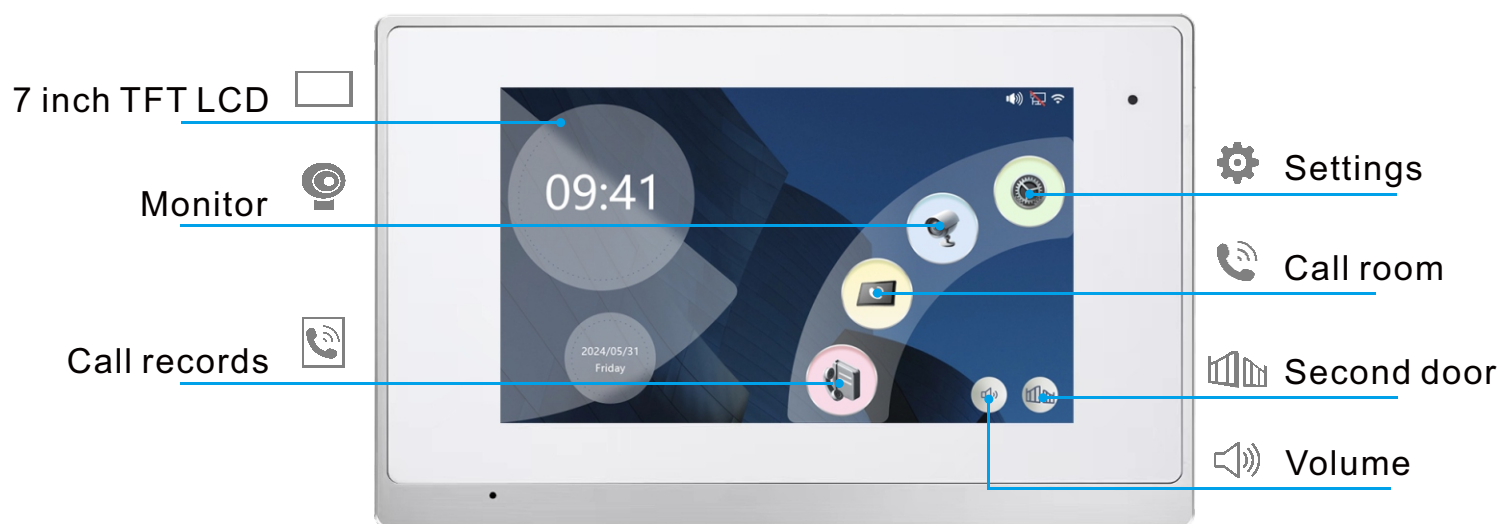 7 inch TFT LCD
Monitor
Call records
09:41
2024/05/31
Friday
Settings
Call room
Second door
Volume